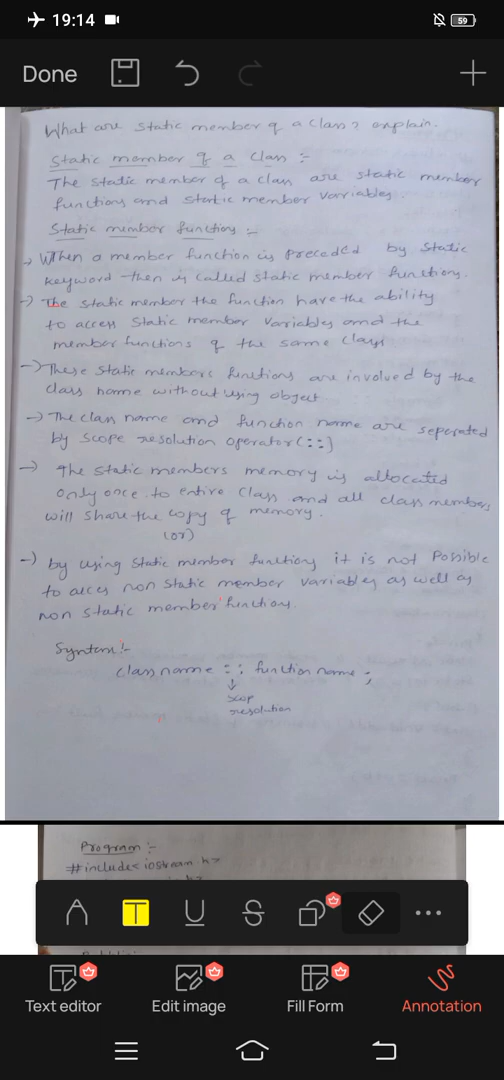 19:14
59
Done
What are static member of a class? explain.
Static member of a class :-
The static member of a class are static member
functions and static member variables.
Static member functions :-
→ When a member function is preceded by static
keyword then is called static member functions.
→ The static member the function have the ability
to access static member variables and the
member functions of the same class
→ These static members functions are involved by the
class name without using object
→ The class name and function name are seperated
by scope resolution operator (::)
→ The static members memory is allocated
only once to entire class and all class members
will share the copy of memory.
(or)
→ by using static member functions it is not possible
to acces non static member variables as well as
non static member function.
Syntem:-
class name :: function name ;
↓
scop
resolution
Program :-
#include<iostream.h>
Text editor
Edit image
Fill Form
Annotation